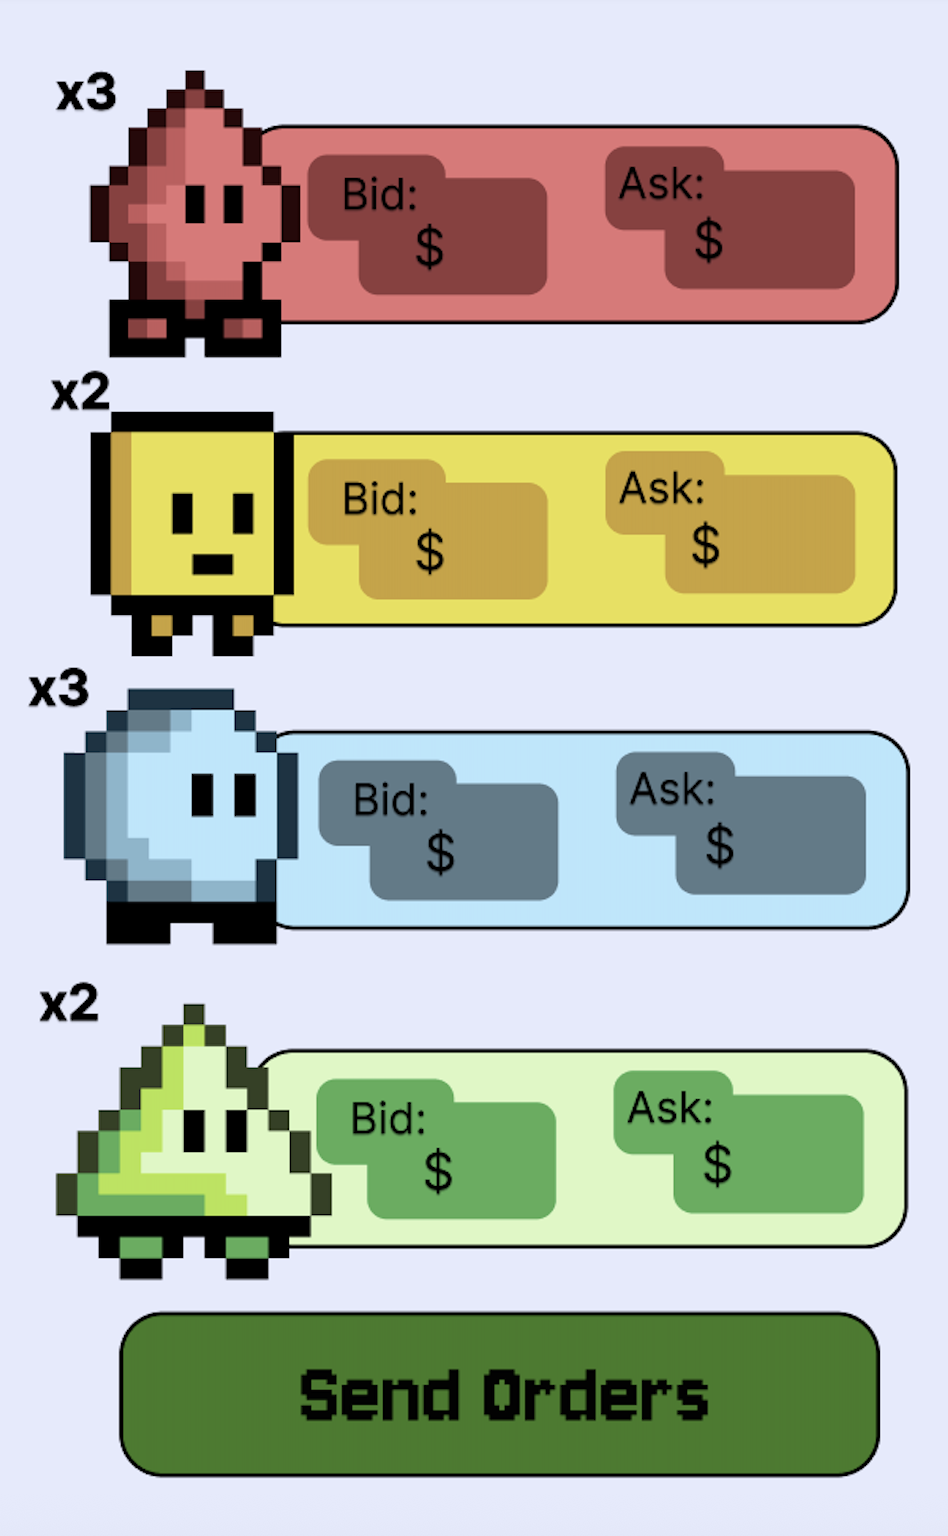 x3
Bid: Ask:
$ $
x2
Bid: Ask:
$ $
x3
Bid: Ask:
$ $
x2
Bid: Ask:
$ $
Send Orders